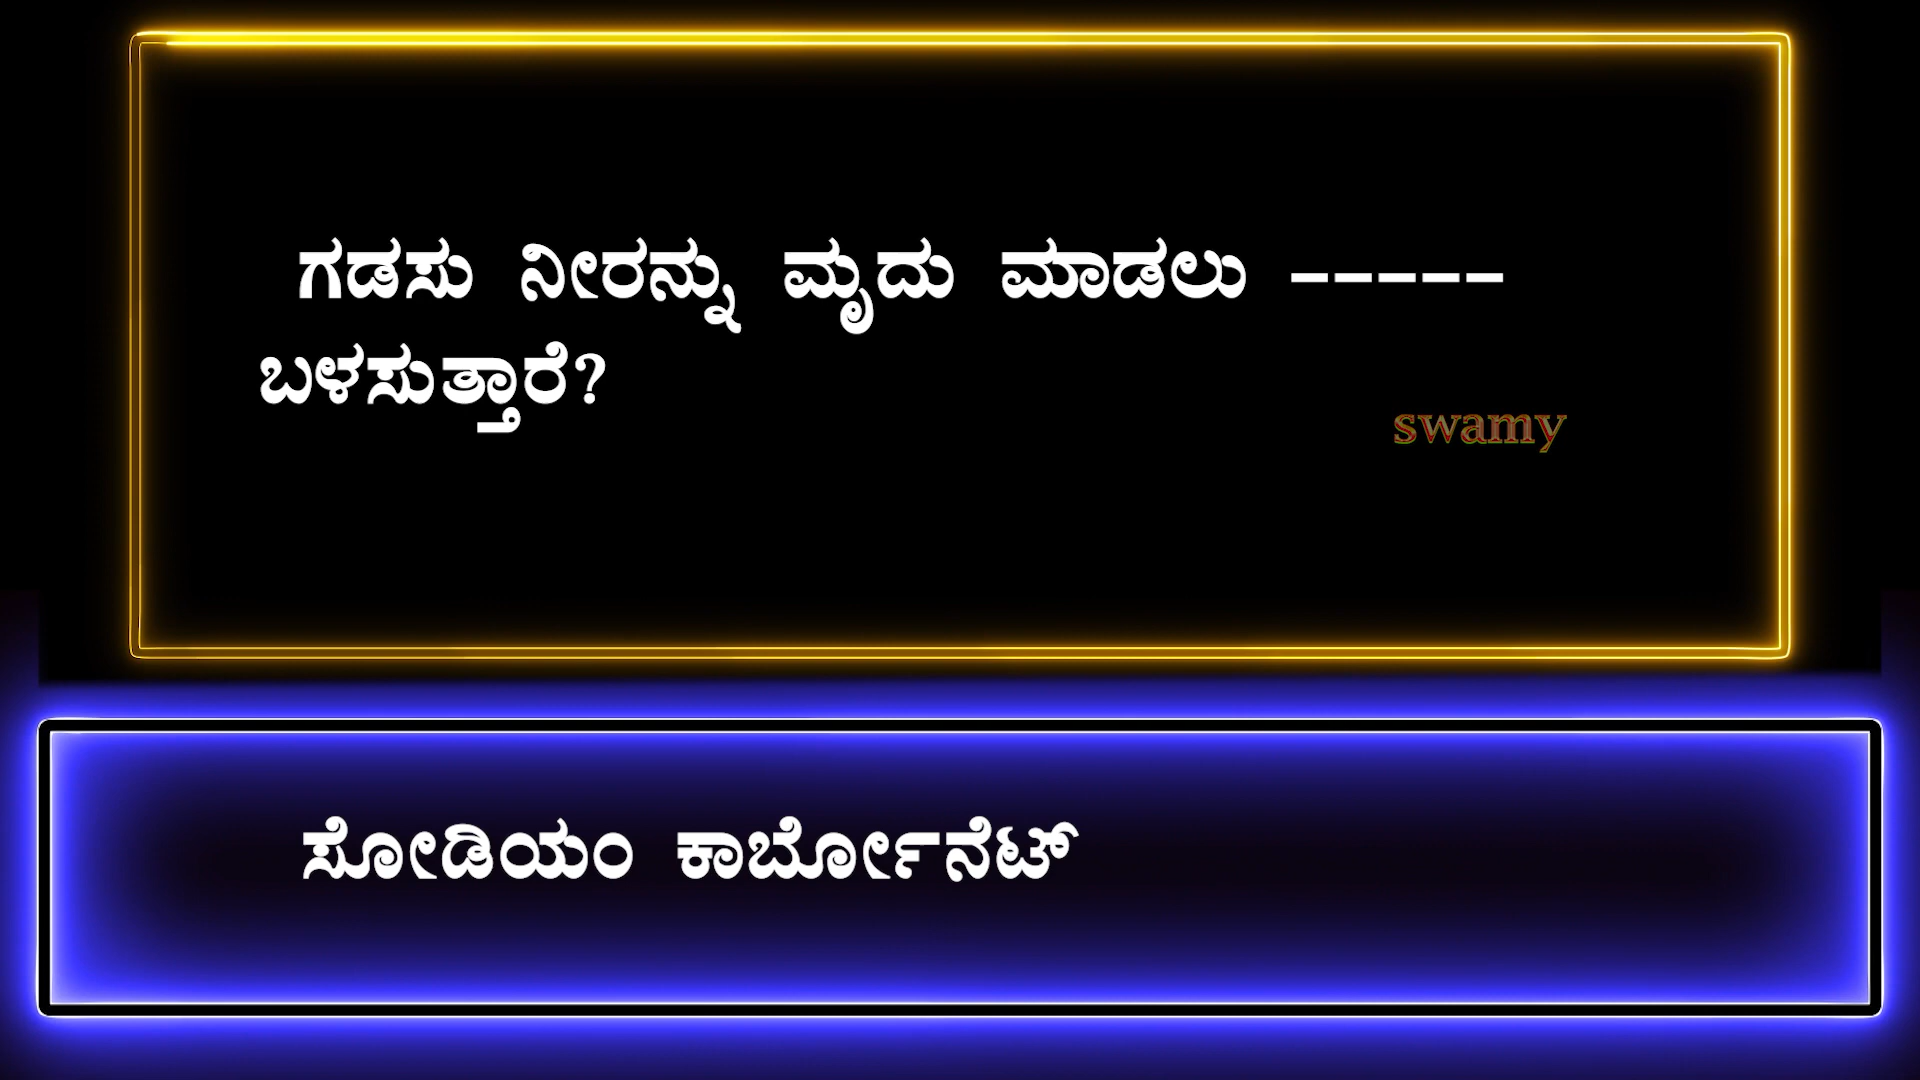 ಗಡಸು ನೀರನ್ನು ಮೃದು ಮಾಡಲು -----
ಬಳಸುತ್ತಾರೆ?
swamy
ಸೋಡಿಯಂ ಕಾರ್ಬೋನೆಟ್